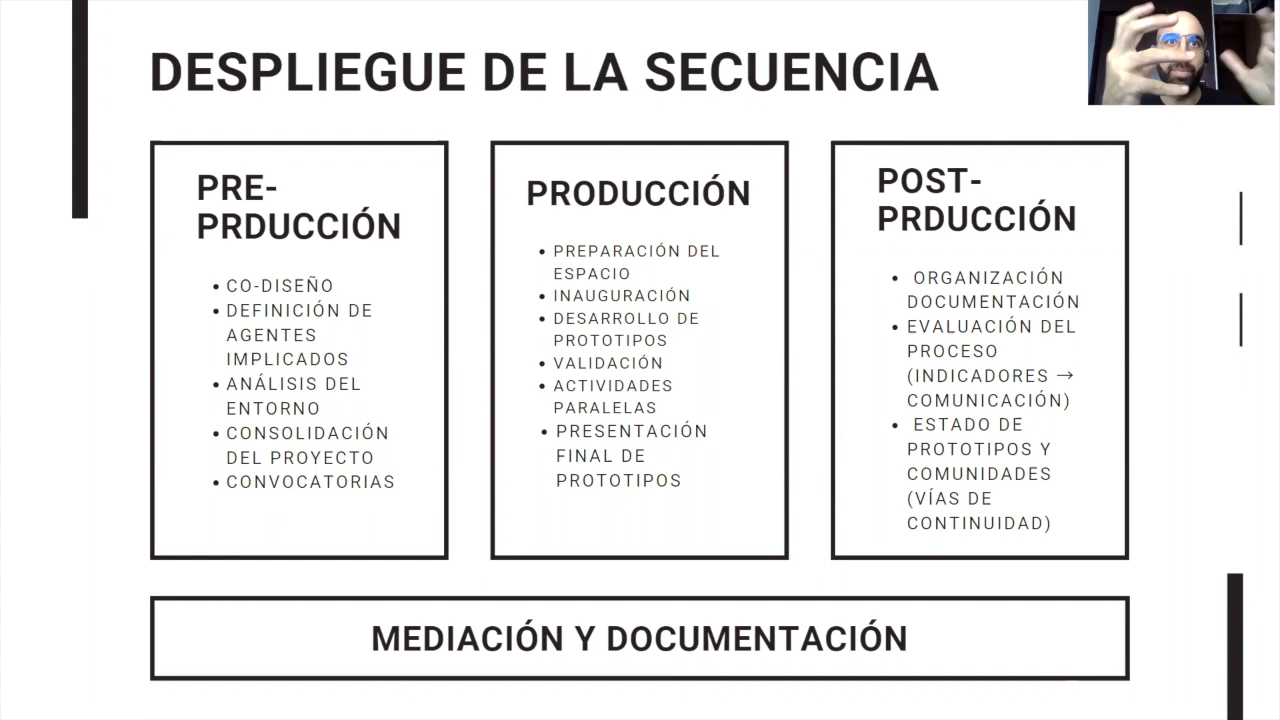 DESPLIEGUE DE LA SECUENCIA
PRE-
PRDUCCIÓN
• CO-DISEÑO
• DEFINICIÓN DE
AGENTES
IMPLICADOS
• ANÁLISIS DEL
ENTORNO
• CONSOLIDACIÓN
DEL PROYECTO
• CONVOCATORIAS
PRODUCCIÓN
• PREPARACIÓN DEL
ESPACIO
• INAUGURACIÓN
• DESARROLLO DE
PROTOTIPOS
• VALIDACIÓN
• ACTIVIDADES
PARALELAS
• PRESENTACIÓN
FINAL DE
PROTOTIPOS
POST-
PRDUCCIÓN
• ORGANIZACIÓN
DOCUMENTACIÓN
• EVALUACIÓN DEL
PROCESO
(INDICADORES →
COMUNICACIÓN)
• ESTADO DE
PROTOTIPOS Y
COMUNIDADES
(VÍAS DE
CONTINUIDAD)
MEDIACIÓN Y DOCUMENTACIÓN